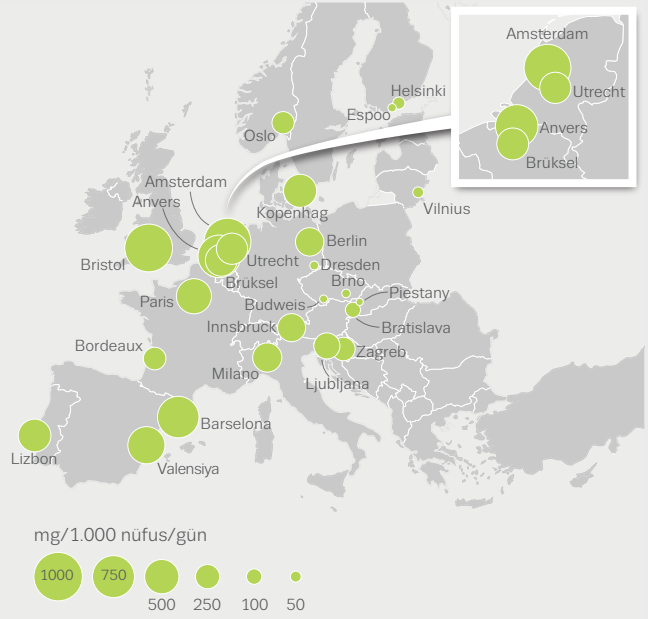 Amsterdam
Utrecht
Anvers
Brüksel
Helsinki
Espoo
Oslo
Amsterdam
Anvers
Kopenhag
Vilnius
Berlin
Bristol
Utrecht
Dresden
Brüksel
Brno
Paris
Budweis
Piestany
Innsbruck
Bratislava
Bordeaux
Zagreb
Milano
Ljubljana
Barselona
Lizbon
Valensiya
mg/1.000 nüfus/gün
1000 750
500 250 100 50